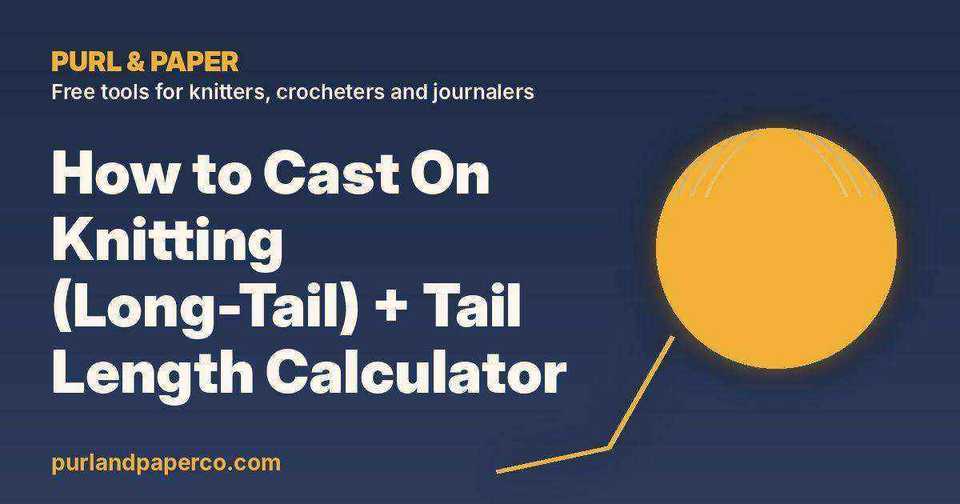 PURL & PAPER
Free tools for knitters, crocheters and journalers
How to Cast On
Knitting
(Long-Tail) + Tail
Length Calculator
purlandpaperco.com